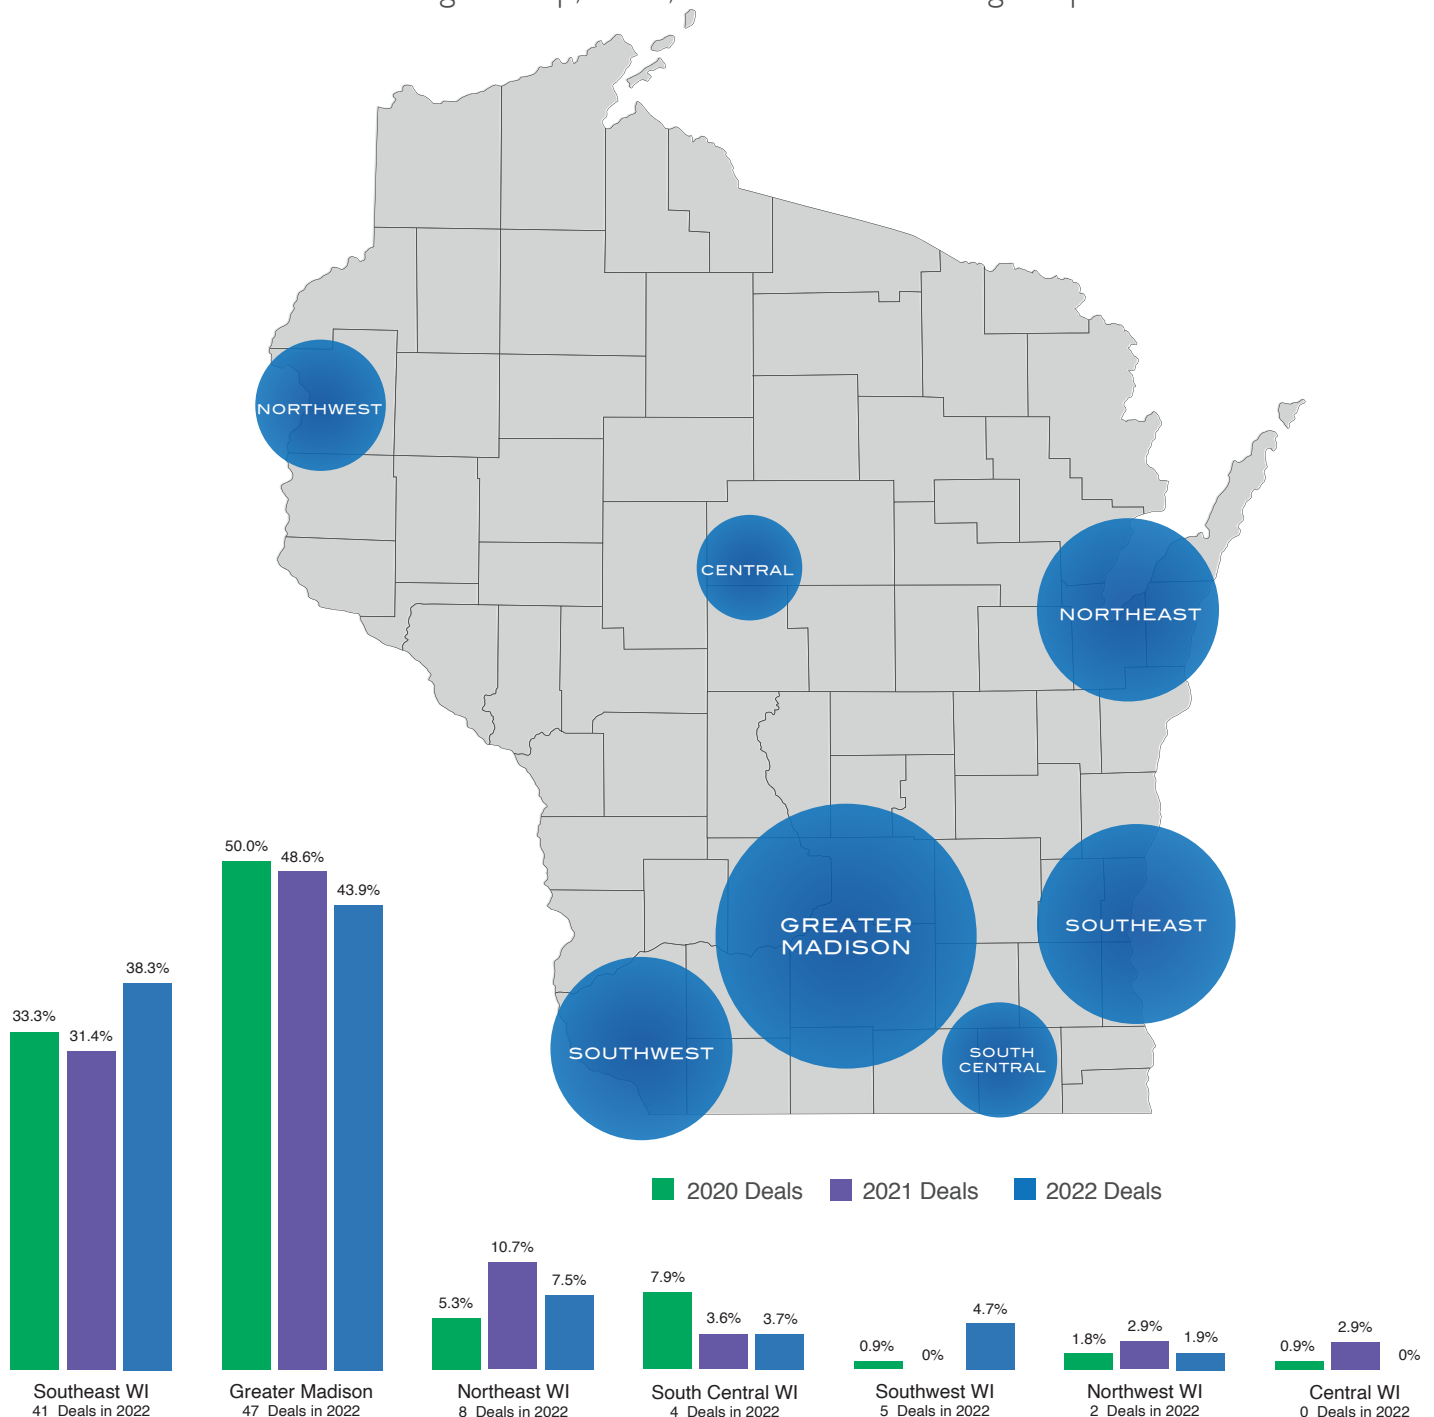 NORTHWEST
CENTRAL
NORTHEAST
GREATER
MADISON
SOUTHEAST
SOUTHWEST
SOUTH
CENTRAL
2020 Deals
2021 Deals
2022 Deals
33.3%
31.4%
38.3%
50.0%
48.6%
43.9%
5.3%
10.7%
7.5%
7.9%
3.6%
3.7%
0.9%
0%
4.7%
1.8%
2.9%
1.9%
0.9%
2.9%
0%
Southeast WI
41 Deals in 2022
Greater Madison
47 Deals in 2022
Northeast WI
8 Deals in 2022
South Central WI
4 Deals in 2022
Southwest WI
5 Deals in 2022
Northwest WI
2 Deals in 2022
Central WI
0 Deals in 2022